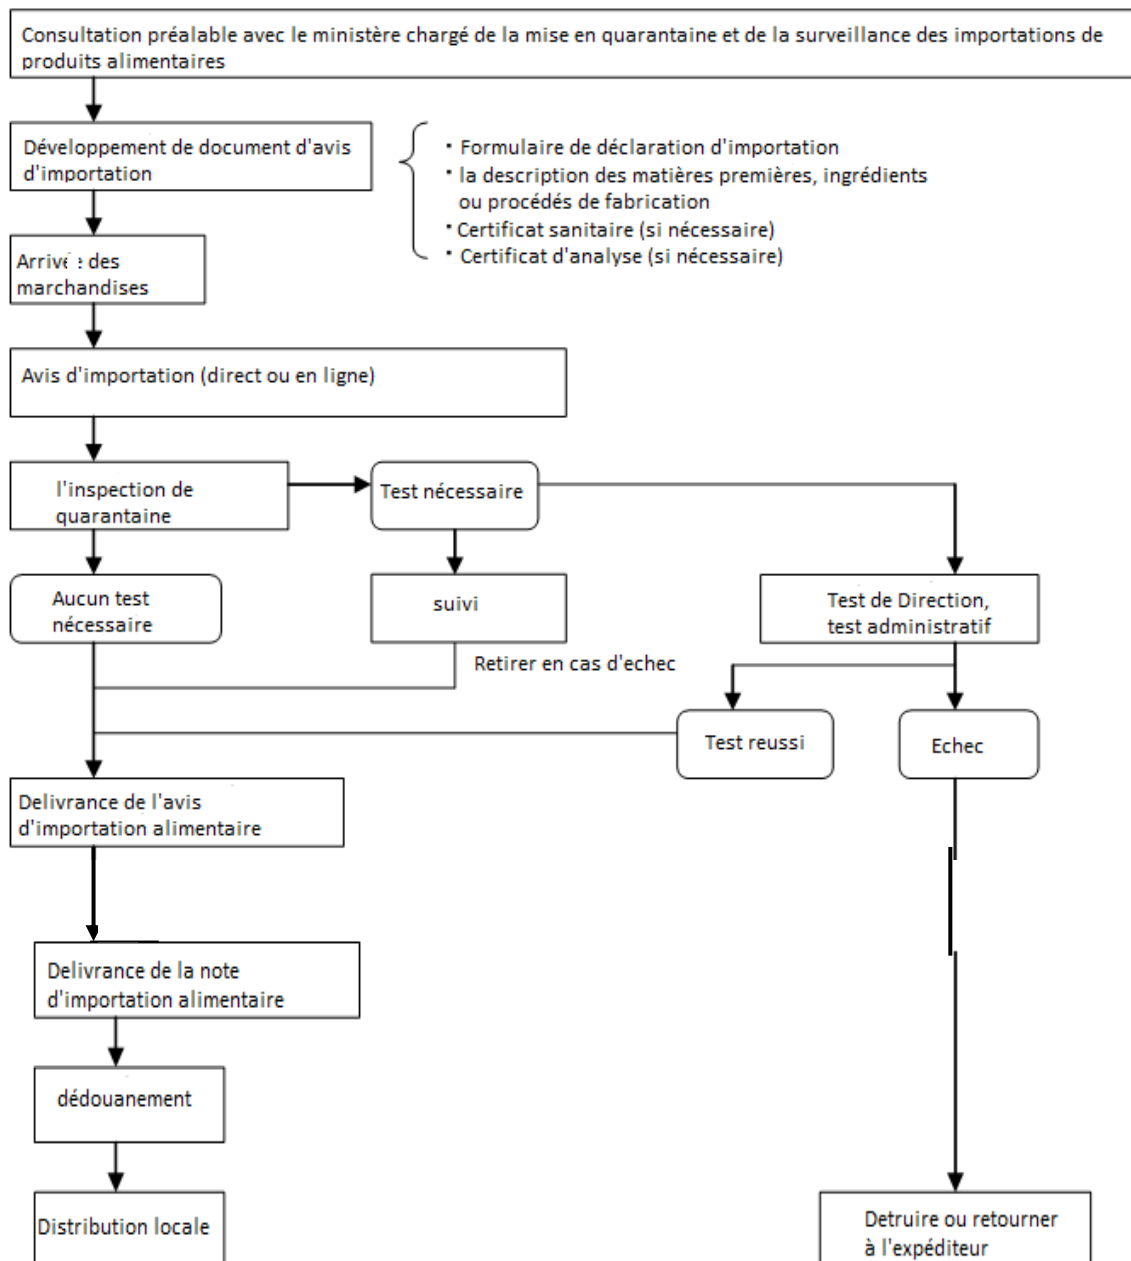 Consultation préalable avec le ministère chargé de la mise en quarantaine et de la surveillance des importations de
produits alimentaires
Développement de document d'avis
d'importation
· Formulaire de déclaration d'importation
· la description des matières premières, ingrédients
ou procédés de fabrication
· Certificat sanitaire (si nécessaire)
· Certificat d'analyse (si nécessaire)
Arrivée des
marchandises
Avis d'importation (direct ou en ligne)
l'inspection de
quarantaine
Test nécessaire
Aucun test
nécessaire
suivi
Test de Direction,
test administratif
Retirer en cas d'echec
Test reussi
Echec
Delivrance de l'avis
d'importation alimentaire
Delivrance de la note
d'importation alimentaire
dédouanement
Distribution locale
Detruire ou retourner
à l'expéditeur